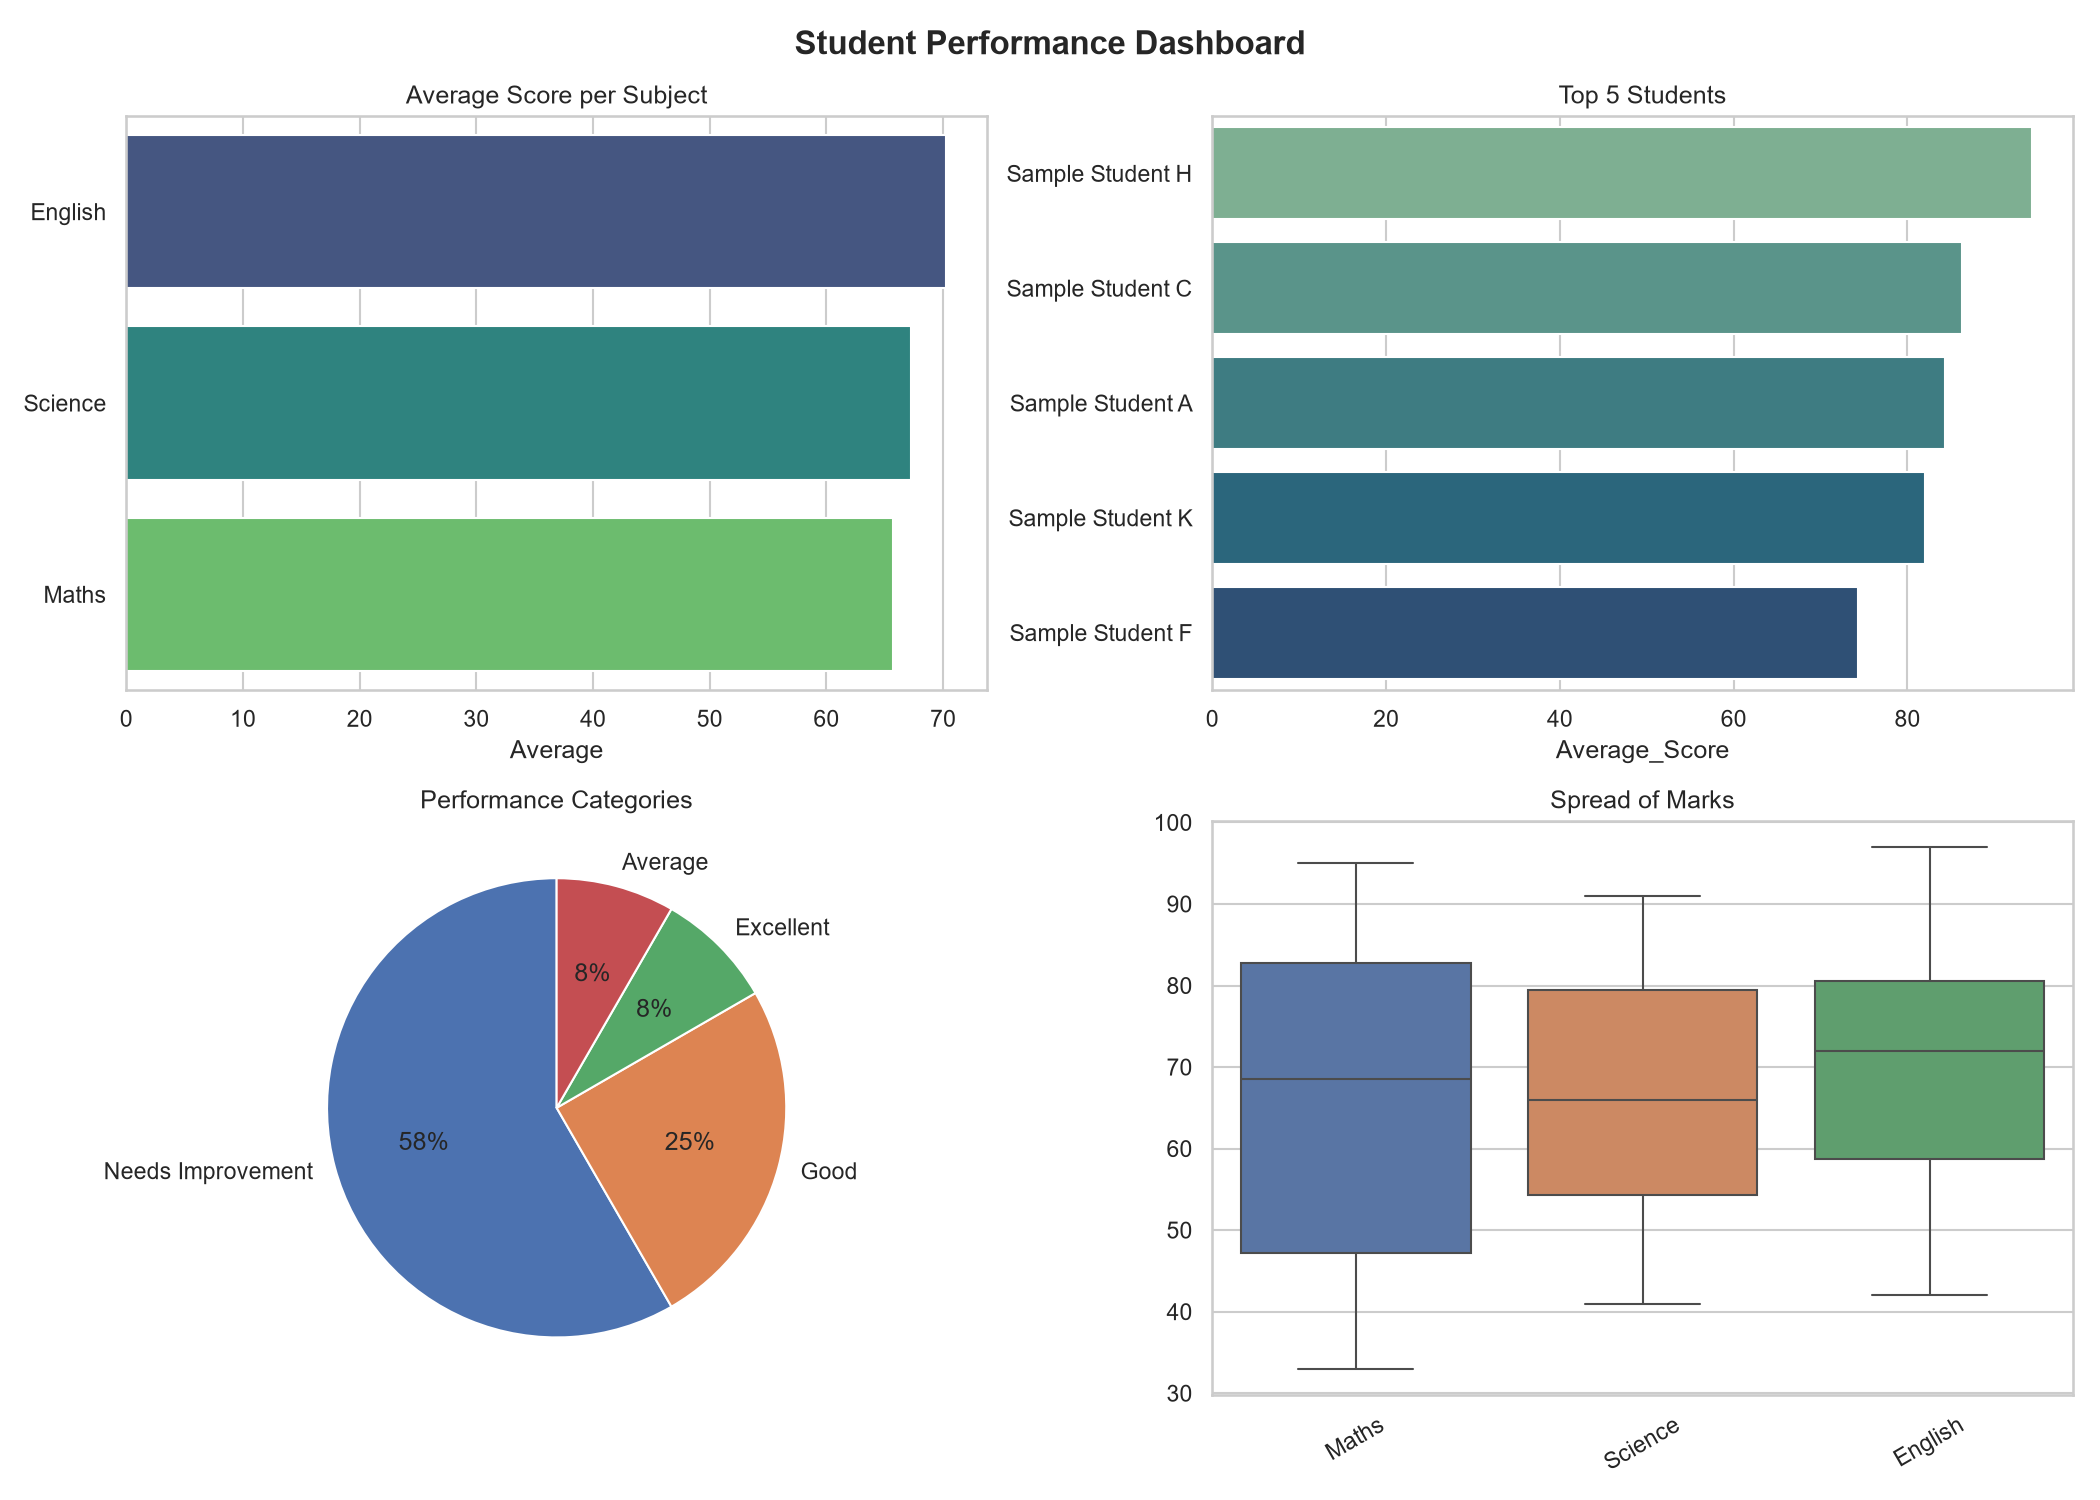 Student Performance Dashboard
Average Score per Subject
English
Science
Maths
0 10 20 30 40 50 60 70
Average
Top 5 Students
Sample Student H
Sample Student C
Sample Student A
Sample Student K
Sample Student F
0 20 40 60 80
Average_Score
Performance Categories
Average
8%
Excellent
8%
58%
25%
Needs Improvement
Good
Spread of Marks
100
90
80
70
60
50
40
30
Maths Science English